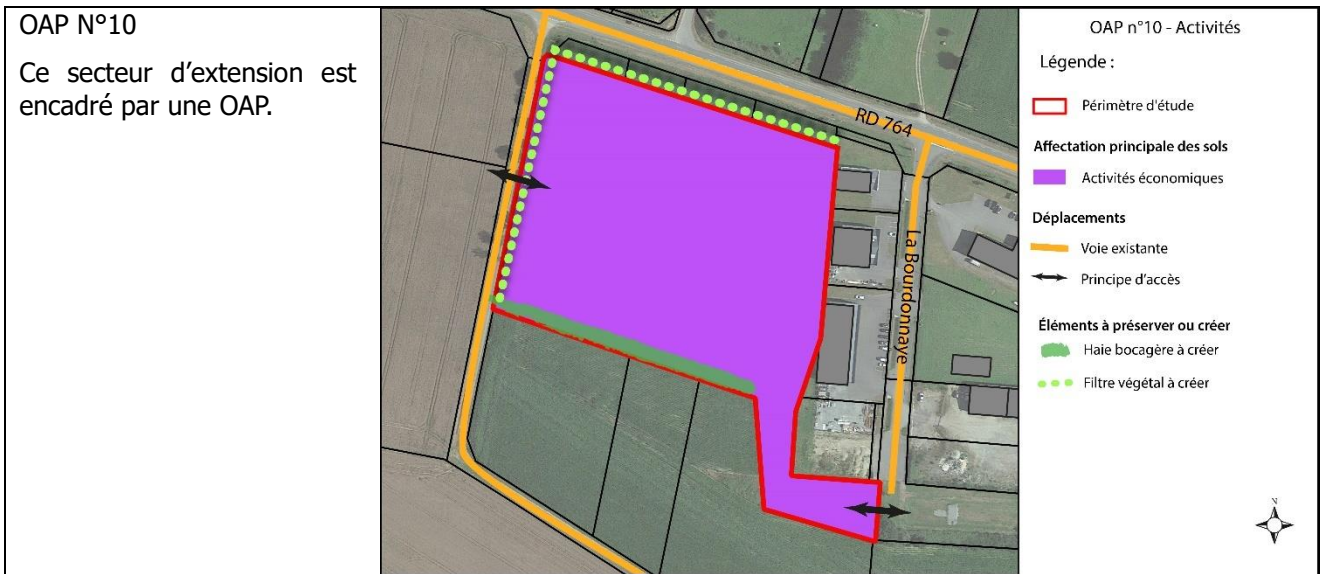 OAP N°10
Ce secteur d’extension est
encadré par une OAP.
RD 764
La Bourdonnaye
OAP n°10 - Activités
Légende :
Périmètre d'étude
Affectation principale des sols
Activités économiques
Déplacements
Voie existante
Principe d'accès
Éléments à préserver ou créer
Haie bocagère à créer
Filtre végétal à créer
N